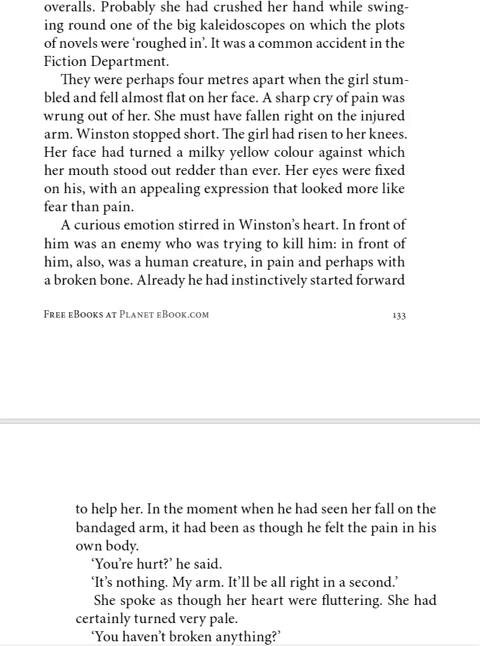 overalls. Probably she had crushed her hand while swing-
ing round one of the big kaleidoscopes on which the plots
of novels were ‘roughed in’. It was a common accident in the
Fiction Department.
They were perhaps four metres apart when the girl stum-
bled and fell almost flat on her face. A sharp cry of pain was
wrung out of her. She must have fallen right on the injured
arm. Winston stopped short. The girl had risen to her knees.
Her face had turned a milky yellow colour against which
her mouth stood out redder than ever. Her eyes were fixed
on his, with an appealing expression that looked more like
fear than pain.
A curious emotion stirred in Winston’s heart. In front of
him was an enemy who was trying to kill him: in front of
him, also, was a human creature, in pain and perhaps with
a broken bone. Already he had instinctively started forward
Free eBooks at Planet eBook.com 133
to help her. In the moment when he had seen her fall on the
bandaged arm, it had been as though he felt the pain in his
own body.
‘You’re hurt?’ he said.
‘It’s nothing. My arm. It’ll be all right in a second.’
She spoke as though her heart were fluttering. She had
certainly turned very pale.
‘You haven’t broken anything?’